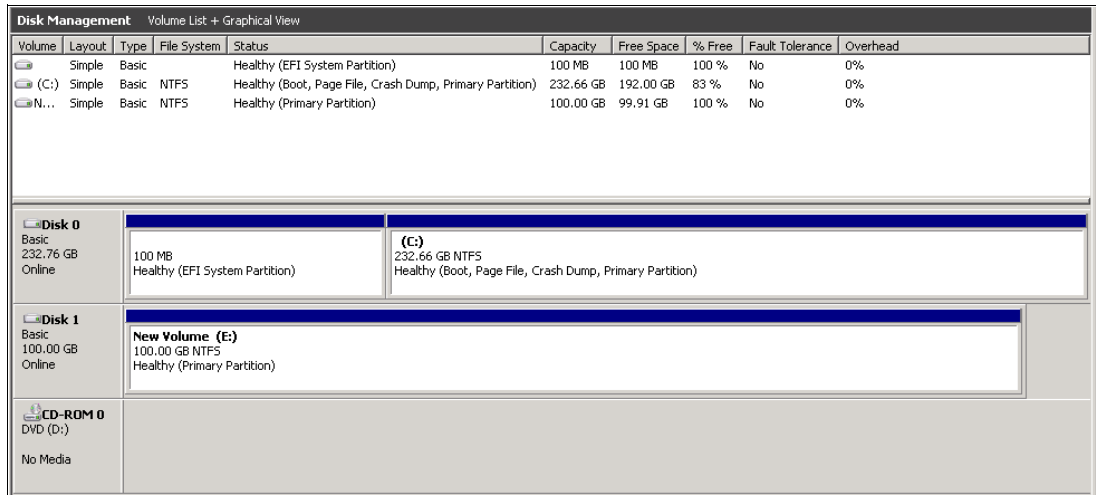 Disk Management Volume List + Graphical View
Volume Layout Type File System Status Capacity Free Space % Free Fault Tolerance Overhead
Simple Basic Healthy (EFI System Partition) 100 MB 100 MB 100 % No 0%
(C:) Simple Basic NTFS Healthy (Boot, Page File, Crash Dump, Primary Partition) 232.66 GB 192.00 GB 83 % No 0%
N... Simple Basic NTFS Healthy (Primary Partition) 100.00 GB 99.91 GB 100 % No 0%
Disk 0
Basic
232.76 GB
Online
100 MB
Healthy (EFI System Partition)
(C:)
232.66 GB NTFS
Healthy (Boot, Page File, Crash Dump, Primary Partition)
Disk 1
Basic
100.00 GB
Online
New Volume (E:)
100.00 GB NTFS
Healthy (Primary Partition)
CD-ROM 0
DVD (D:)
No Media